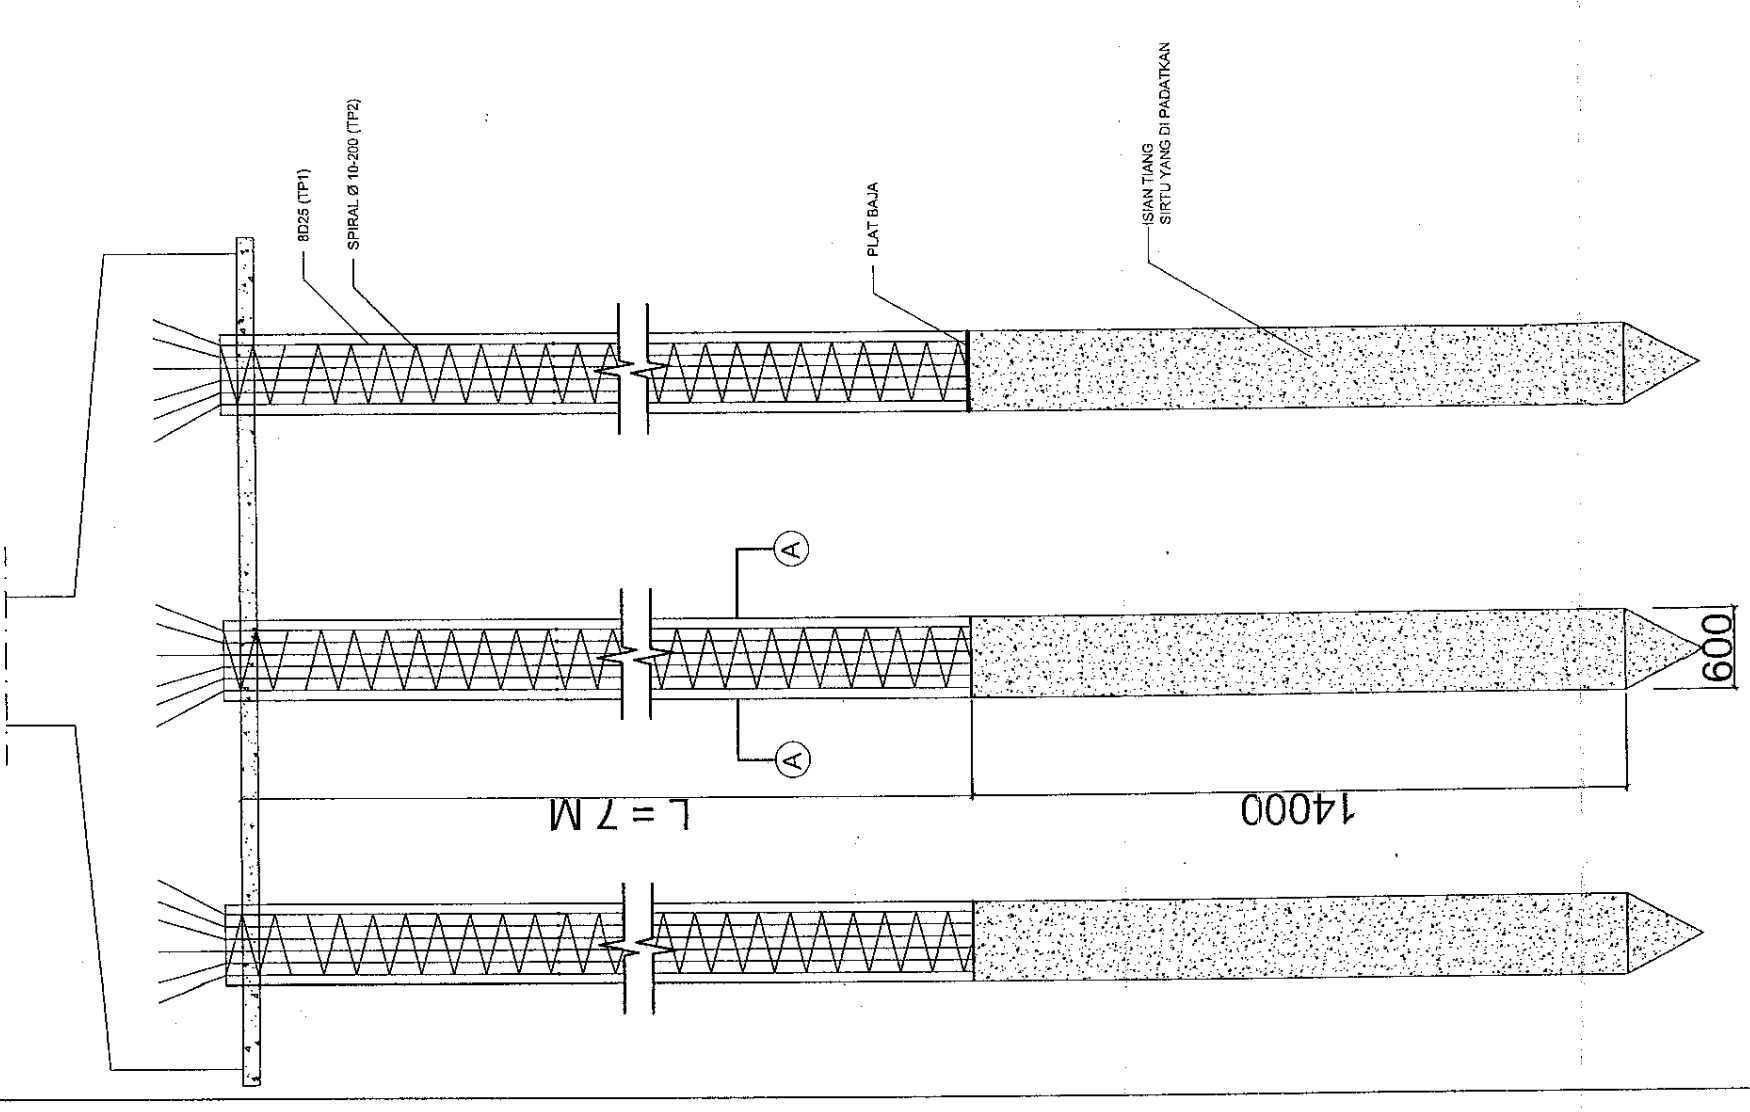 8D25 (TP1)
SPIRAL Ø 10-200 (TP2)
PLAT BAJA
ISIAN TIANG
SIRTU YANG DI PADATKAN
A
A
L = 7 M
14000
600